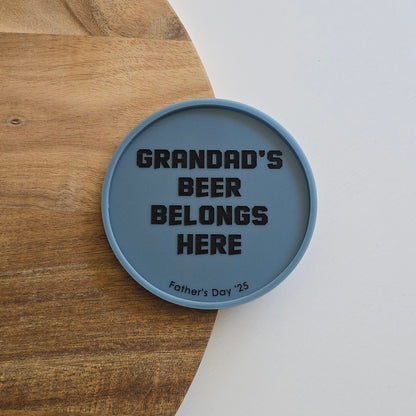 GRANDAD'S
BEER
BELONGS
HERE
Father's Day '25